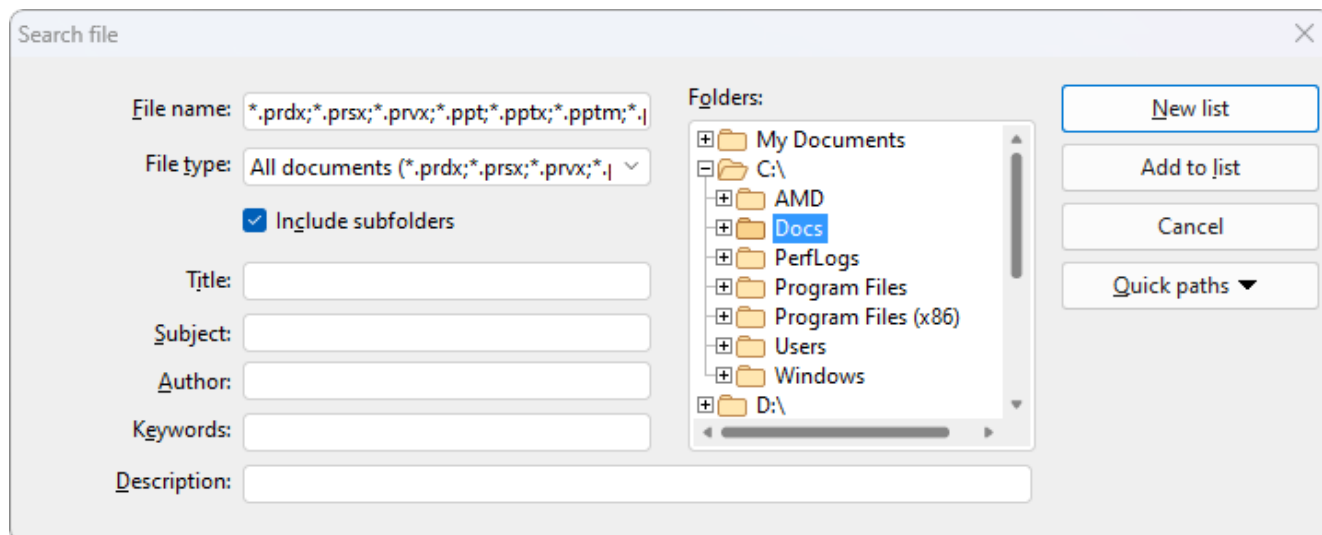 Search file
File name:
*.prdx;*.prsx;*.prvx;*.ppt;*.pptx;*.pptm;*.
File type:
All documents (*.prdx;*.prsx;*.prvx;*.
Include subfolders
Title:
Subject:
Author:
Keywords:
Description:
Folders:
My Documents
C:\
AMD
Docs
PerfLogs
Program Files
Program Files (x86)
Users
Windows
D:\
New list
Add to list
Cancel
Quick paths